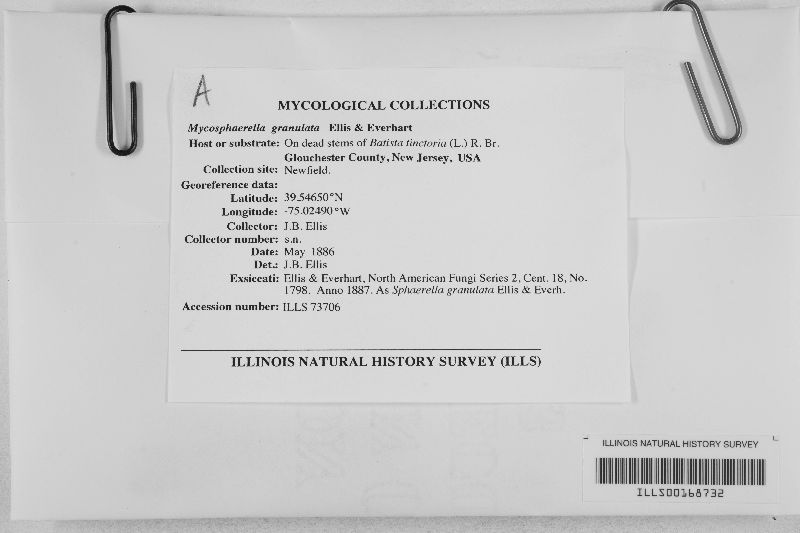 A
MYCOLOGICAL COLLECTIONS
Mycosphaerella granulata Ellis & Everhart
Host or substrate: On dead stems of Batista tinctoria (L.) R. Br.
Glouchester County, New Jersey, USA
Collection site: Newfield.
Georeference data:
Latitude: 39.54650°N
Longitude: -75.02490°W
Collector: J.B. Ellis
Collector number: s.n.
Date: May 1886
Det.: J.B. Ellis
Exsiccati: Ellis & Everhart, North American Fungi Series 2, Cent. 18, No.
1798. Anno 1887. As Sphaerella granulata Ellis & Everh.
Accession number: ILLS 73706
ILLINOIS NATURAL HISTORY SURVEY (ILLS)
ILLINOIS NATURAL HISTORY SURVEY
ILLS00168732